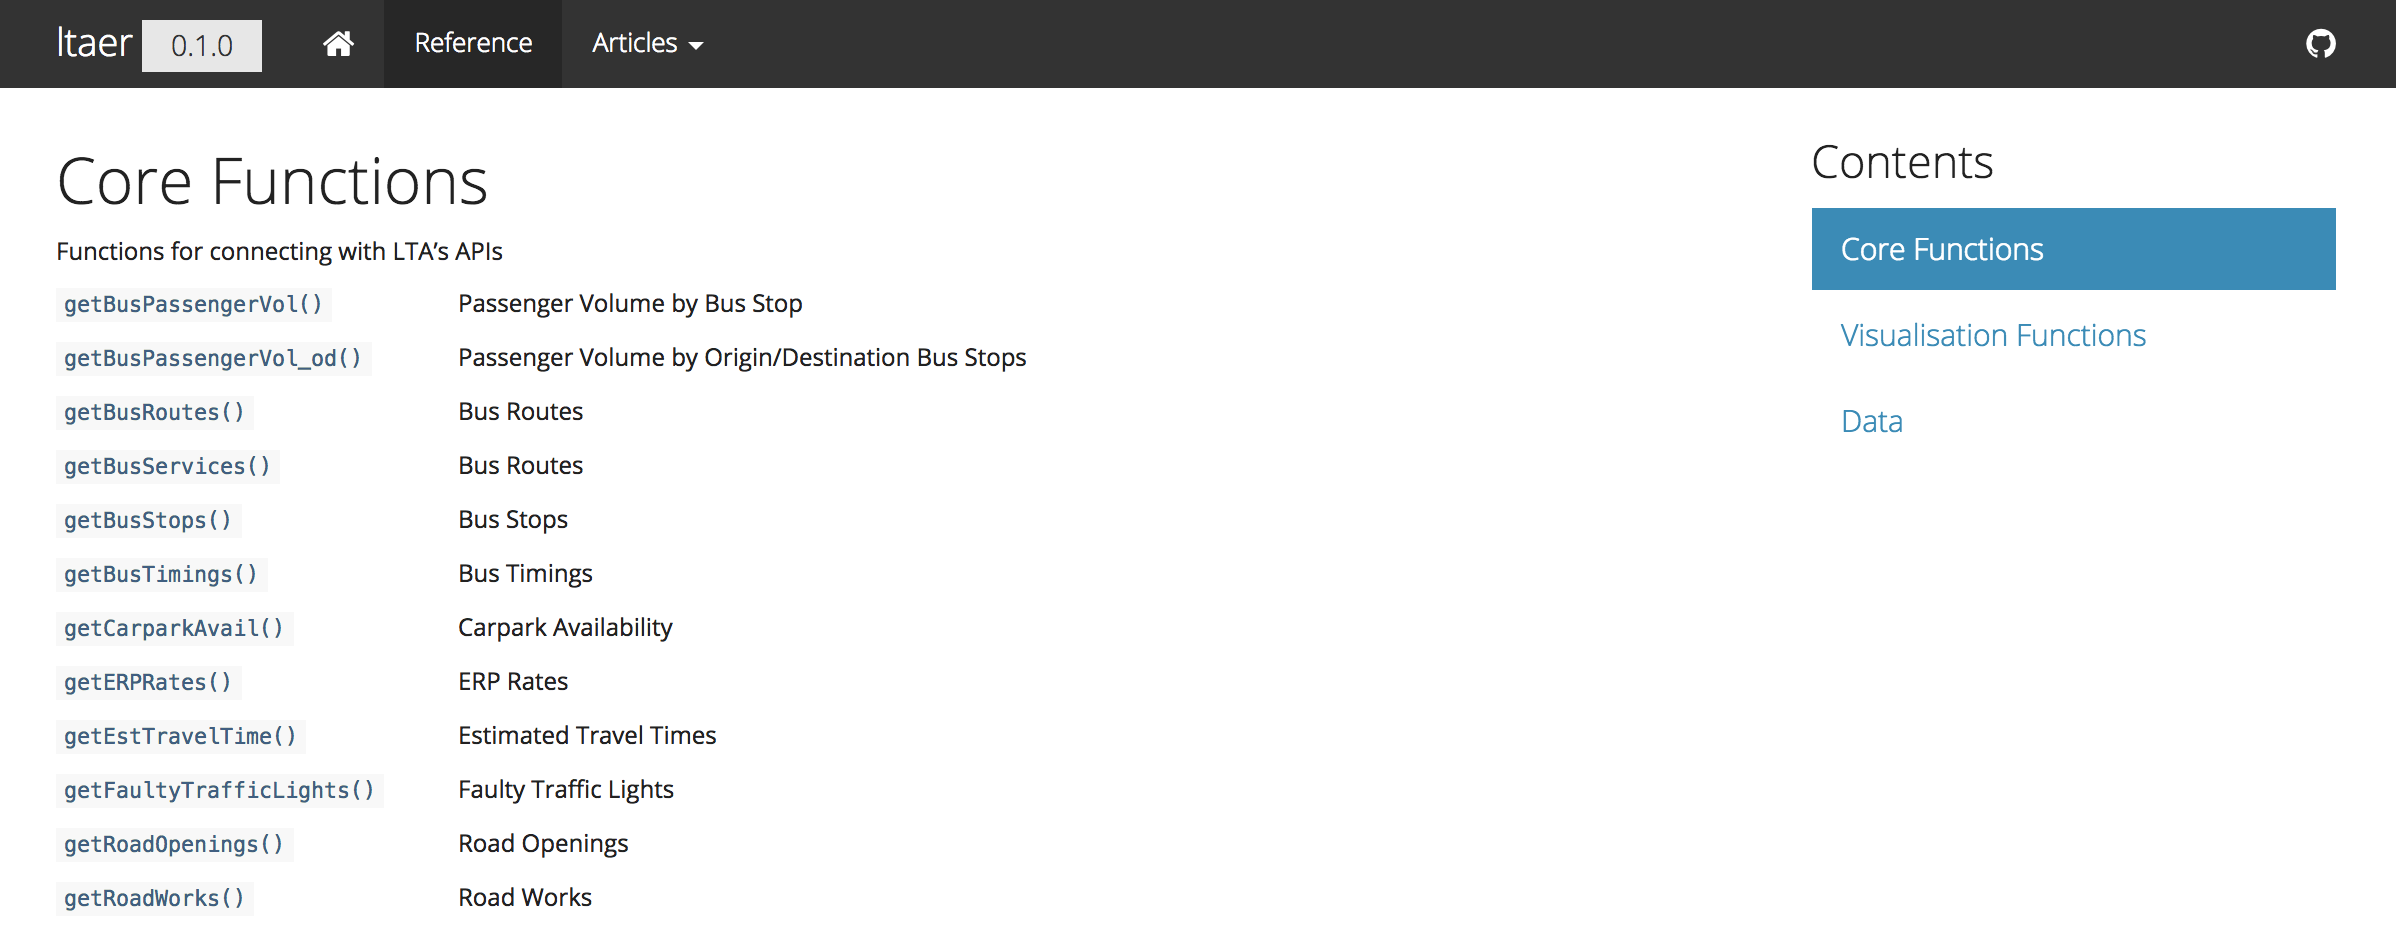 ltaer 0.1.0 Reference Articles
Core Functions
Functions for connecting with LTA’s APIs
getBusPassengerVol() Passenger Volume by Bus Stop
getBusPassengerVol_od() Passenger Volume by Origin/Destination Bus Stops
getBusRoutes() Bus Routes
getBusServices() Bus Routes
getBusStops() Bus Stops
getBusTimings() Bus Timings
getCarparkAvail() Carpark Availability
getERPRates() ERP Rates
getEstTravelTime() Estimated Travel Times
getFaultyTrafficLights() Faulty Traffic Lights
getRoadOpenings() Road Openings
getRoadWorks() Road Works
Contents
Core Functions
Visualisation Functions
Data